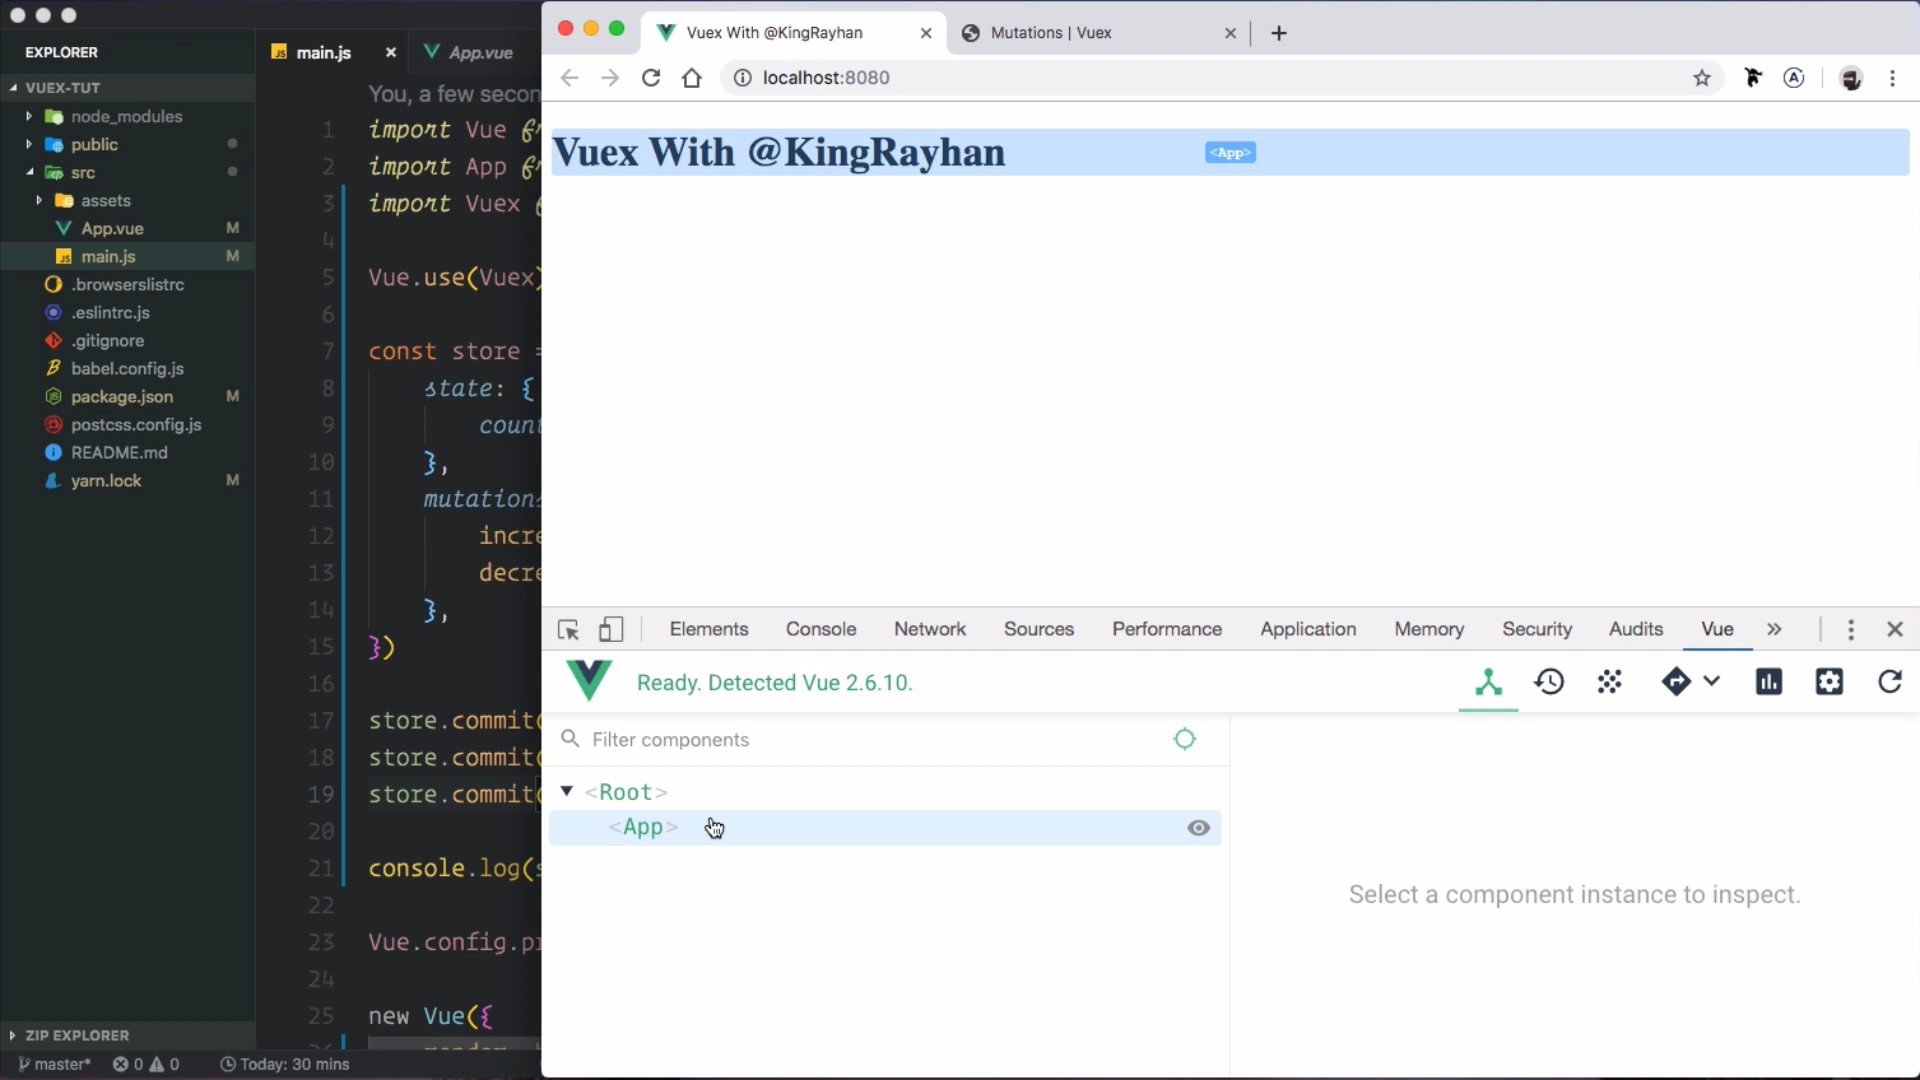 EXPLORER
VUEX-TUT
node_modules
public
src
assets
App.vue M
main.js M
.browserslistrc
.eslintrc.js
.gitignore
babel.config.js
package.json M
postcss.config.js
README.md
yarn.lock M
ZIP EXPLORER
master* 0 0 Today: 30 mins
main.js App.vue
You, a few secon
1 import Vue fr
2 import App fr
3 import Vuex f
4
5 Vue.use(Vuex)
6
7 const store =
8 state: {
9 count
10 },
11 mutations
12 incre
13 decre
14 },
15 })
16
17 store.commit(
18 store.commit(
19 store.commit(
20
21 console.log(s
22
23 Vue.config.pr
24
25 new Vue({
Vuex With @KingRayhan Mutations | Vuex
localhost:8080
Vuex With @KingRayhan <App>
Elements Console Network Sources Performance Application Memory Security Audits Vue »
Ready. Detected Vue 2.6.10.
Filter components
<Root>
<App>
Select a component instance to inspect.